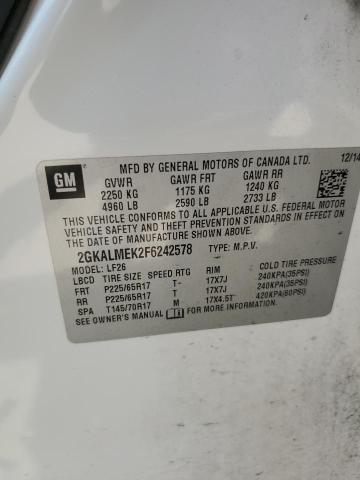 GM
MFD BY GENERAL MOTORS OF CANADA LTD. 12/14
GVWR GAWR FRT GAWR RR
2250 KG 1175 KG 1240 KG
4960 LB 2590 LB 2733 LB
THIS VEHICLE CONFORMS TO ALL APPLICABLE U.S. FEDERAL MOTOR
VEHICLE SAFETY AND THEFT PREVENTION STANDARDS IN EFFECT
ON THE DATE OF MANUFACTURE SHOWN ABOVE.
2GKALMEK2F6242578 TYPE: M.P.V.
MODEL: LF26
LBCD TIRE SIZE SPEED RTG RIM COLD TIRE PRESSURE
FRT P225/65R17 T- 17X7J 240KPA(35PSI)
RR P225/65R17 T 17X7J 240KPA(35PSI)
SPA T145/70R17 M 17X4.5T 420KPA(60PSI)
SEE OWNER'S MANUAL FOR ADDITIONAL INFORMATION